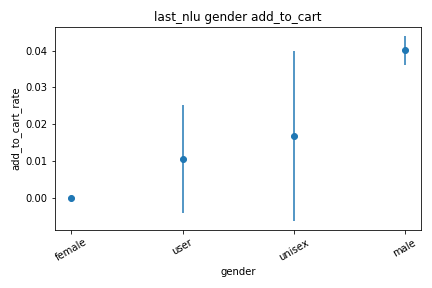 last_nlu gender add_to_cart
0.04
0.03
0.02
0.01
0.00
add_to_cart_rate
female
user
unisex
male
gender